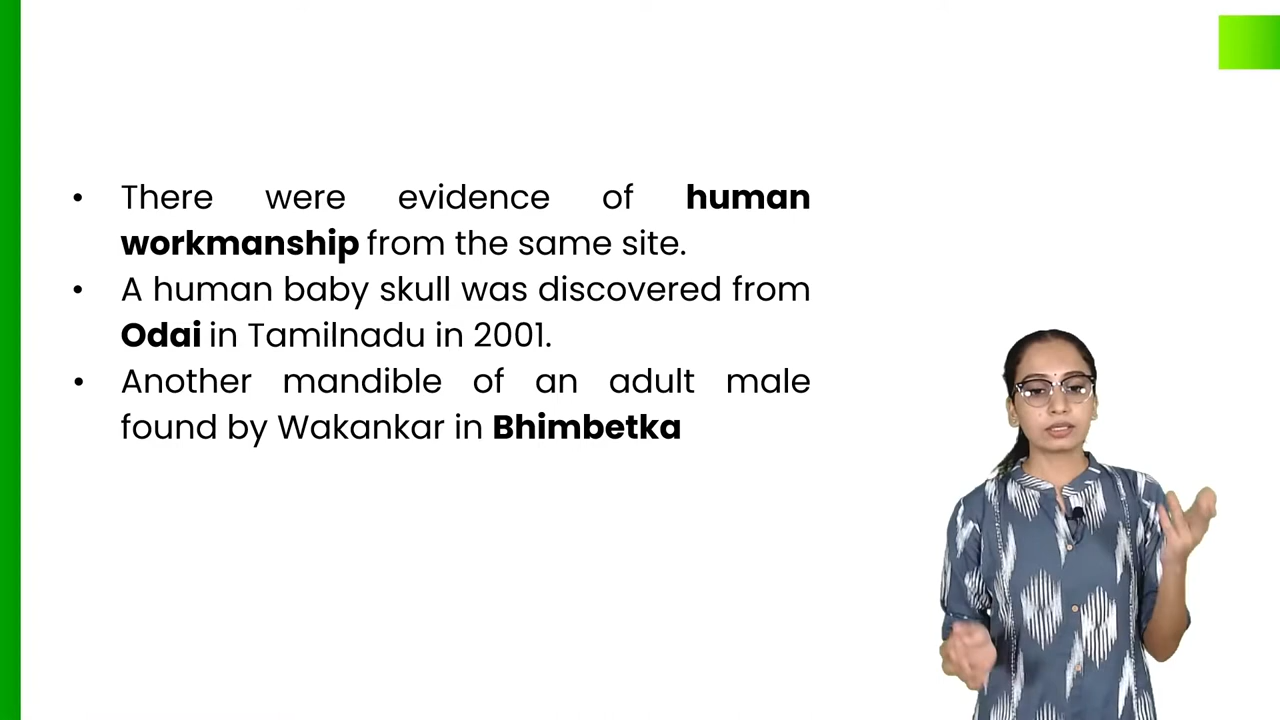 • There were evidence of human
workmanship from the same site.
• A human baby skull was discovered from
Odai in Tamilnadu in 2001.
• Another mandible of an adult male
found by Wakankar in Bhimbetka